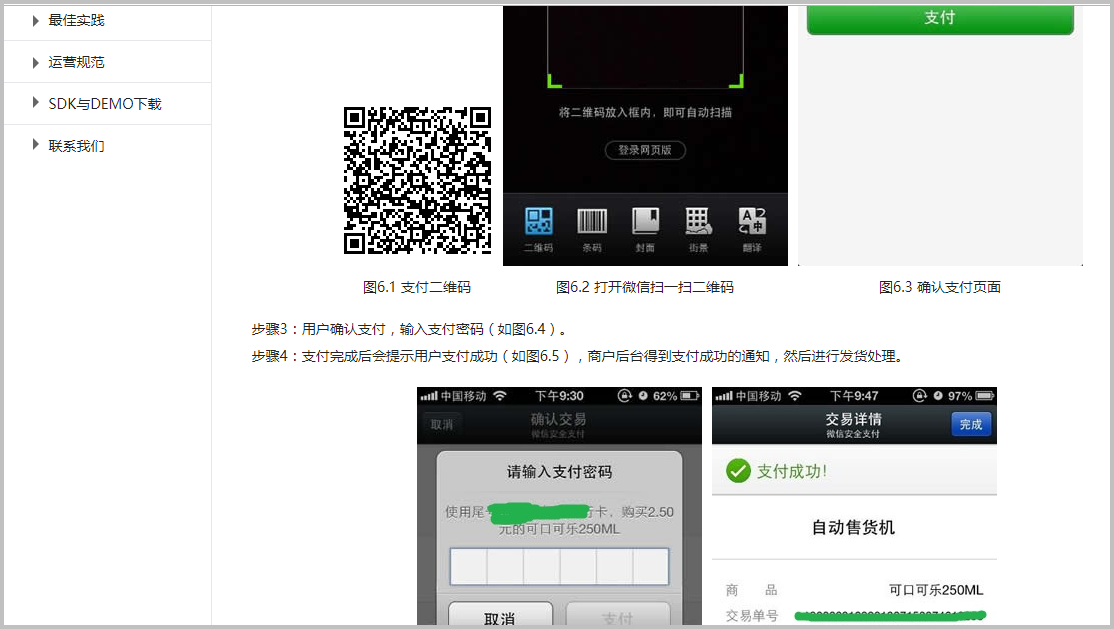 最佳实践
运营规范
SDK与DEMO下载
联系我们
支付
将二维码放入框内，即可自动扫描
登录网页版
二维码
条码
封面
街景
翻译
图6.1 支付二维码
图6.2 打开微信扫一扫二维码
图6.3 确认支付页面
步骤3：用户确认支付，输入支付密码（如图6.4）。
步骤4：支付完成后会提示用户支付成功（如图6.5），商户后台得到支付成功的通知，然后进行发货处理。
中国移动 下午9:30 62%
取消 确认交易
微信安全支付
请输入支付密码
使用尾号 行卡，购买2.50
元的可口可乐250ML
取消 支付
中国移动 下午9:47 97%
交易详情 完成
微信安全支付
支付成功！
自动售货机
商 品 可口可乐250ML
交易单号